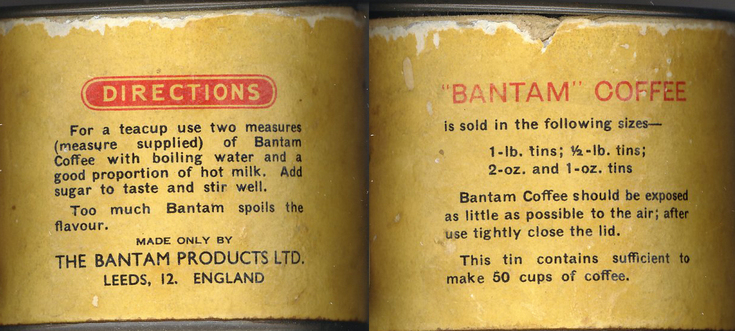 DIRECTIONS
For a teacup use two measures
(measure supplied) of Bantam
Coffee with boiling water and a
good proportion of hot milk. Add
sugar to taste and stir well.
Too much Bantam spoils the
flavour.
MADE ONLY BY
THE BANTAM PRODUCTS LTD.
LEEDS, 12. ENGLAND
"BANTAM" COFFEE
is sold in the following sizes—
1-lb. tins; ½-lb. tins;
2-oz. and 1-oz. tins
Bantam Coffee should be exposed
as little as possible to the air; after
use tightly close the lid.
This tin contains sufficient to
make 50 cups of coffee.